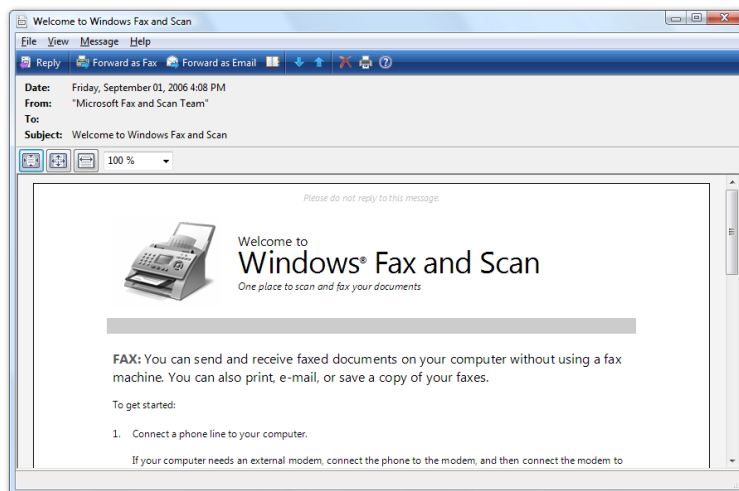 Welcome to Windows Fax and Scan
File View Message Help
Reply Forward as Fax Forward as Email
Date: Friday, September 01, 2006 4:08 PM
From: "Microsoft Fax and Scan Team"
To:
Subject: Welcome to Windows Fax and Scan
100 %
Please do not reply to this message.
Welcome to
Windows® Fax and Scan
One place to scan and fax your documents
FAX: You can send and receive faxed documents on your computer without using a fax
machine. You can also print, e-mail, or save a copy of your faxes.
To get started:
1. Connect a phone line to your computer.
If your computer needs an external modem, connect the phone to the modem, and then connect the modem to